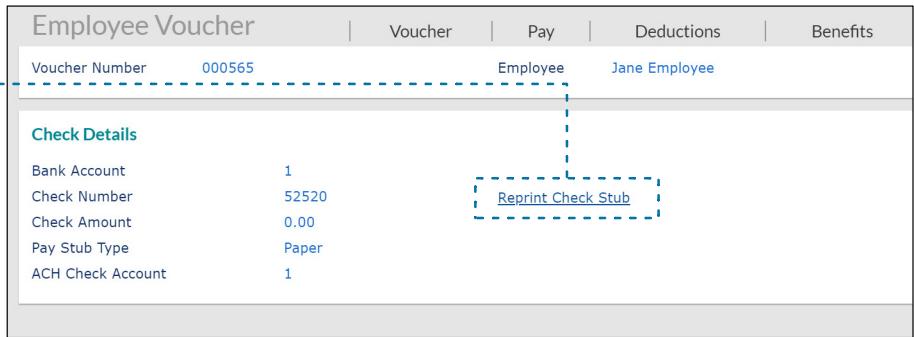 Employee Voucher | Voucher | Pay | Deductions | Benefits
Voucher Number 000565 Employee Jane Employee
Check Details
Bank Account 1
Check Number 52520 Reprint Check Stub
Check Amount 0.00
Pay Stub Type Paper
ACH Check Account 1